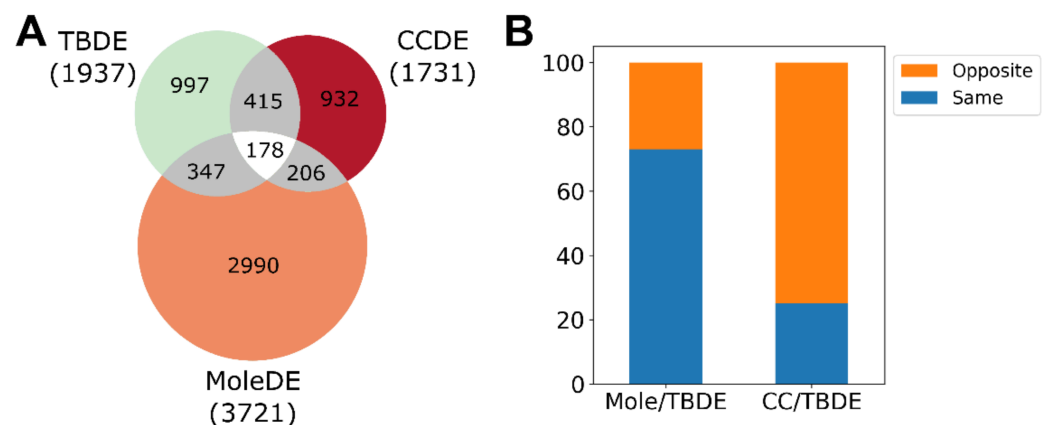 A
TBDE
(1937)
CCDE
(1731)
997
415
932
178
347
206
2990
MoleDE
(3721)
B
100
80
60
40
20
0
Mole/TBDE
CC/TBDE
Opposite
Same